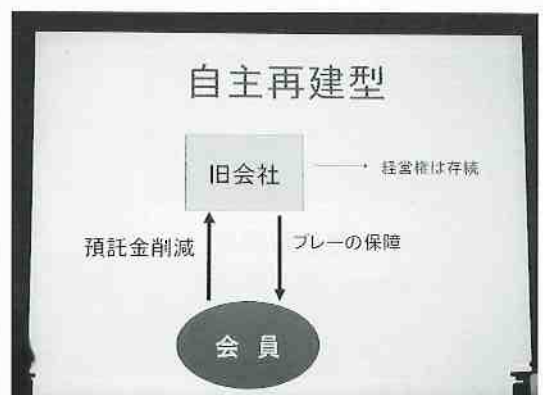 自主再建型
旧会社
経営権は存続
預託金削減
プレーの保障
会員